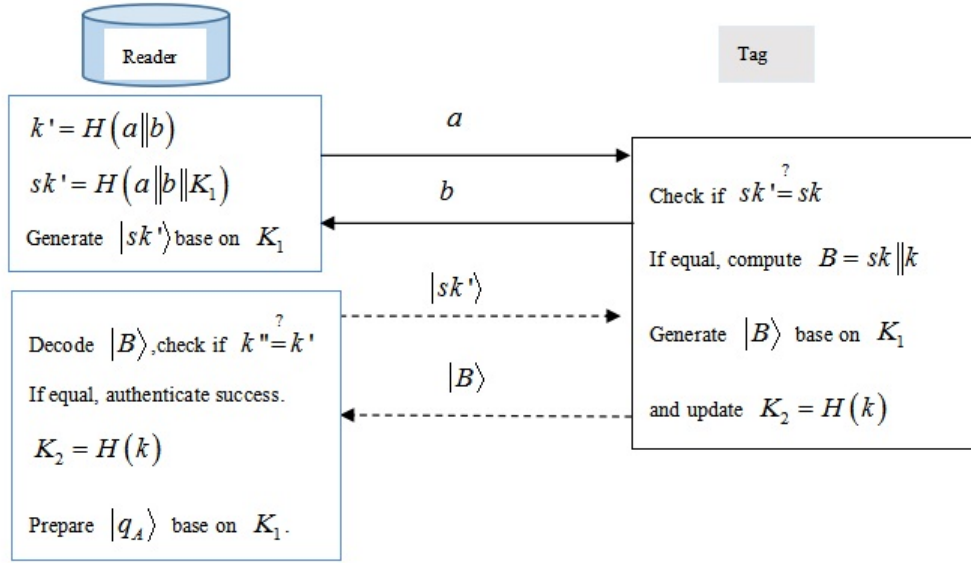 Reader
Tag
k' = H(a‖b)
sk' = H(a‖b‖K₁)
Generate |sk'⟩ base on K₁
a
b
Check if sk' ≟ sk
If equal, compute B = sk‖k
Generate |B⟩ base on K₁
and update K₂ = H(k)
|sk'⟩
|B⟩
Decode |B⟩,check if k" ≟ k'
If equal, authenticate success.
K₂ = H(k)
Prepare |q_A⟩ base on K₁.